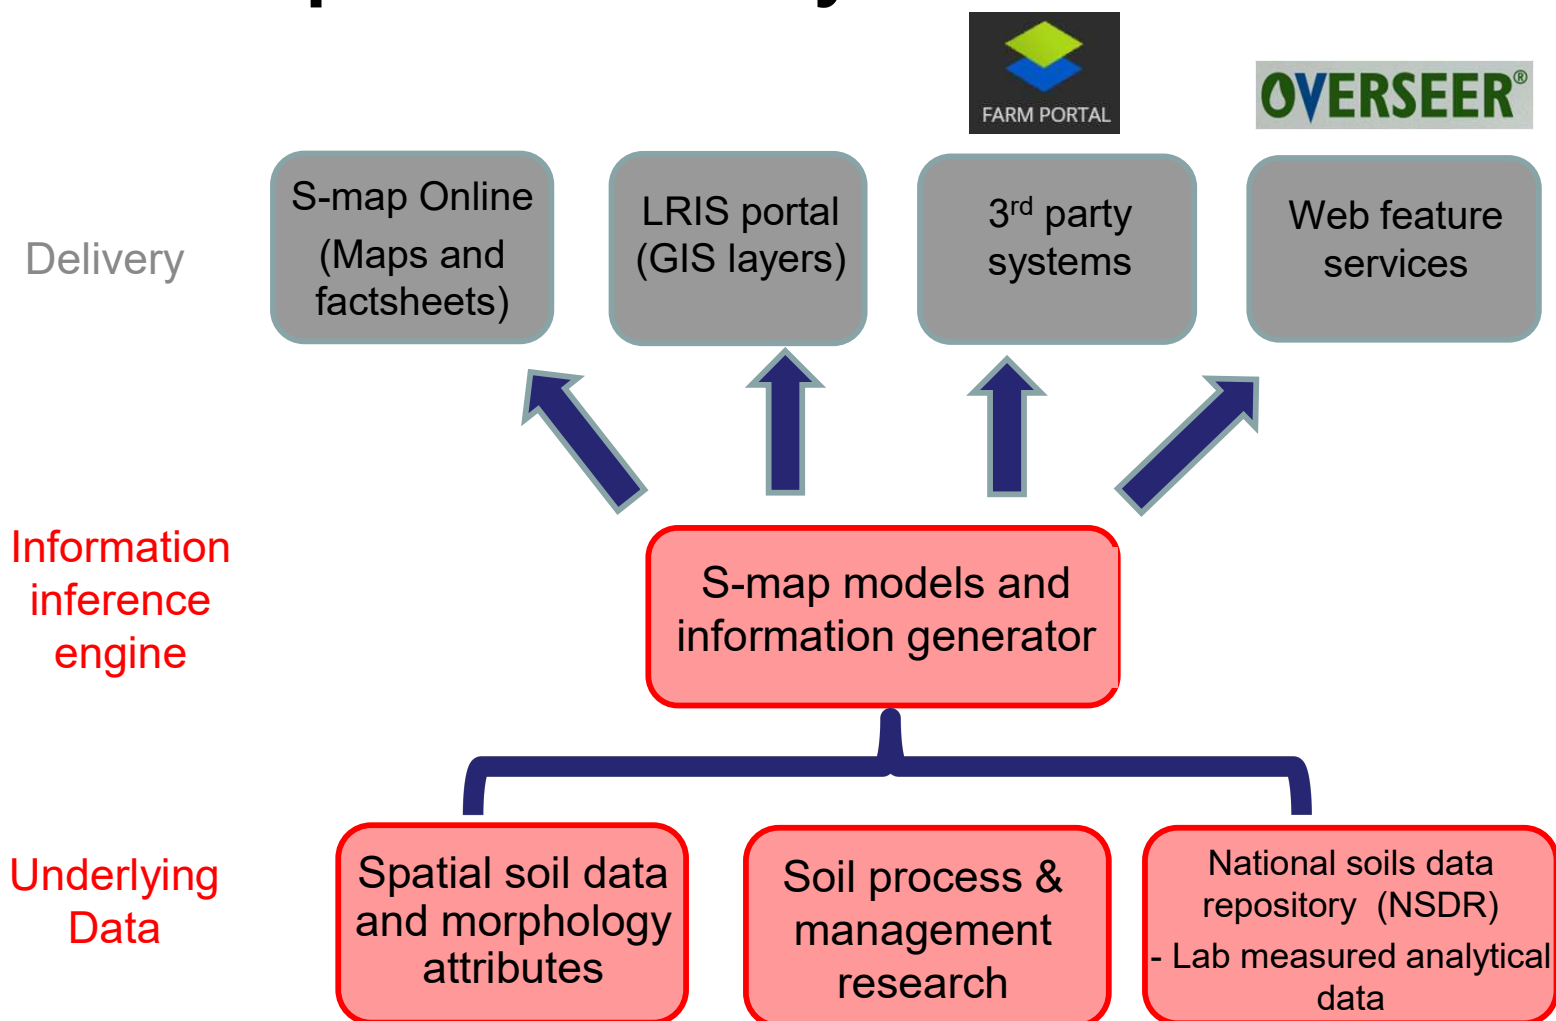 FARM PORTAL
OVERSEER®
S-map Online
(Maps and
factsheets)
LRIS portal
(GIS layers)
3rd party
systems
Web feature
services
Delivery
Information
inference
engine
S-map models and
information generator
Underlying
Data
Spatial soil data
and morphology
attributes
Soil process &
management
research
National soils data
repository (NSDR)
- Lab measured analytical
data